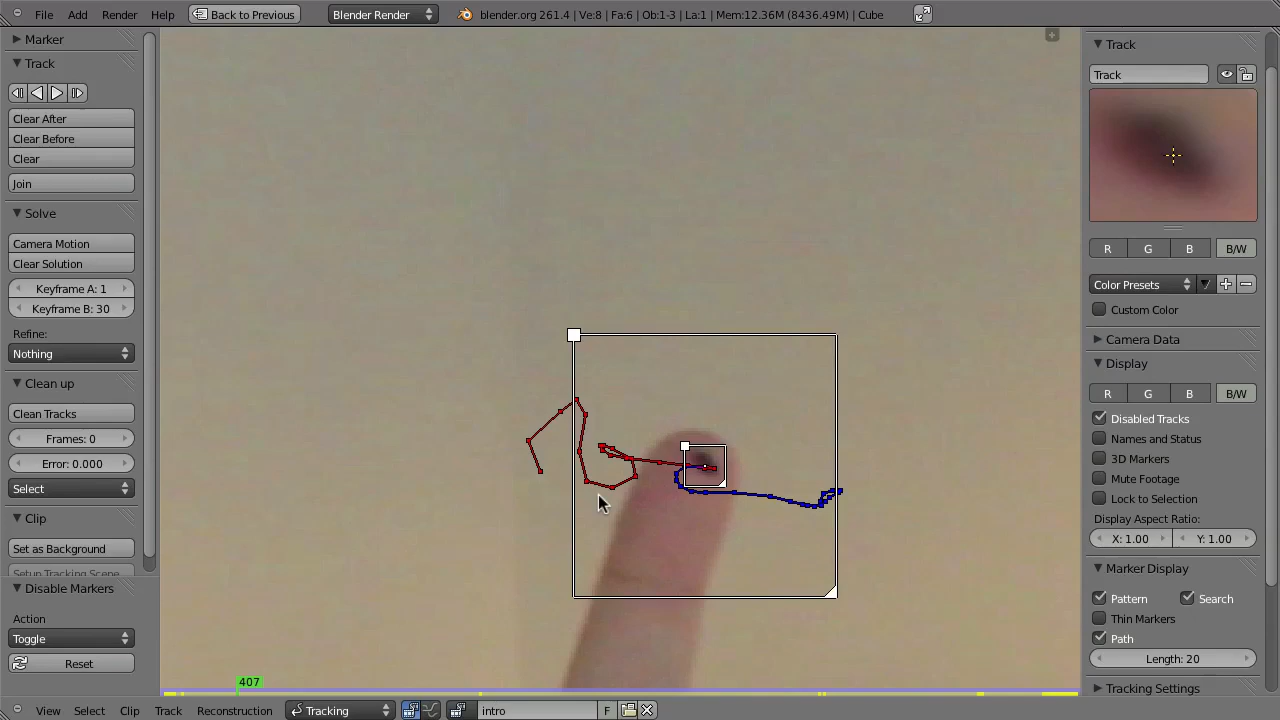 File Add Render Help Back to Previous Blender Render blender.org 261.4 | Ve:8 | Fa:6 | Ob:1-3 | La:1 | Mem:12.36M (8436.49M) | Cube
Marker
Track
Clear After
Clear Before
Clear
Join
Solve
Camera Motion
Clear Solution
Keyframe A: 1
Keyframe B: 30
Refine:
Nothing
Clean up
Clean Tracks
Frames: 0
Error: 0.000
Select
Clip
Set as Background
Setup Tracking Scene
Disable Markers
Action
Toggle
Reset
407
Track
Track
R G B B/W
Color Presets
Custom Color
Camera Data
Display
R G B B/W
Disabled Tracks
Names and Status
3D Markers
Mute Footage
Lock to Selection
Display Aspect Ratio:
X: 1.00 Y: 1.00
Marker Display
Pattern Search
Thin Markers
Path
Length: 20
Tracking Settings
View Select Clip Track Reconstruction Tracking intro F